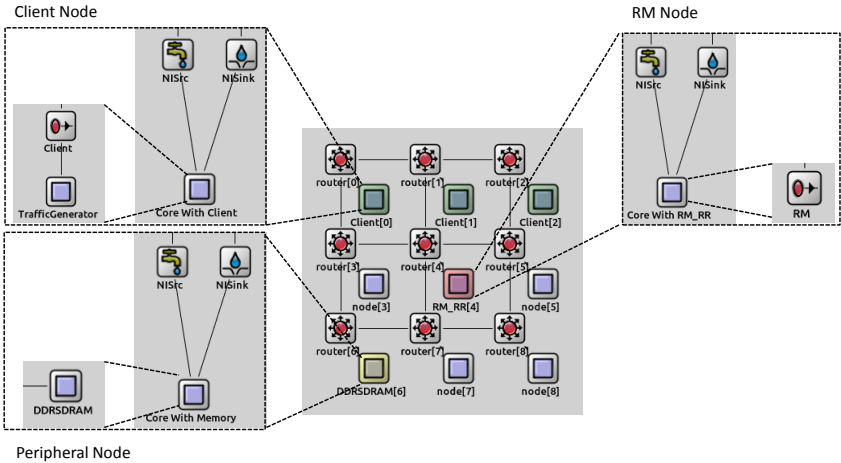 Client Node
RM Node
NISrc
NISink
NISrc
NISink
Client
TrafficGenerator
Core With Client
router[0]
router[1]
router[2]
Client[0]
Client[1]
Client[2]
Core With RM_RR
RM
NISrc
NISink
router[3]
router[4]
router[5]
node[3]
RM_RR[4]
node[5]
router[6]
router[7]
router[8]
DDRSDRAM[6]
node[7]
node[8]
DDRSDRAM
Core With Memory
Peripheral Node